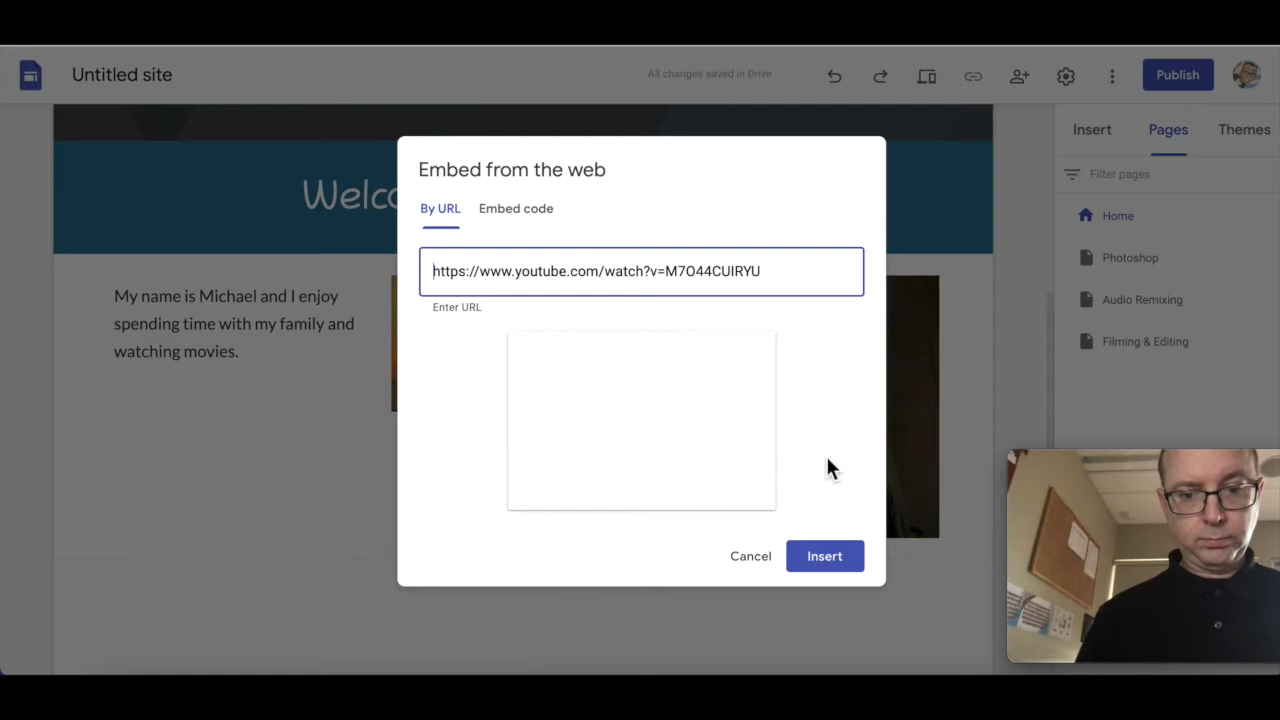 Untitled site
All changes saved in Drive
Publish
Insert
Pages
Themes
Filter pages
Home
Photoshop
Audio Remixing
Filming & Editing
My name is Michael and I enjoy
spending time with my family and
watching movies.
Embed from the web
By URL
Embed code
https://www.youtube.com/watch?v=M7O44CUIRYU
Enter URL
Cancel
Insert